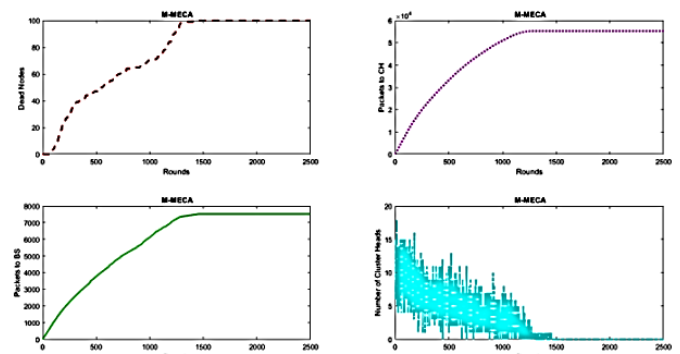 M-MECA
100
80
60
40
20
0
Dead Nodes
0 500 1000 1500 2000 2500
Rounds
M-MECA
×10⁴
6
5
4
3
2
1
0
Packets to CH
0 500 1000 1500 2000 2500
Rounds
M-MECA
8000
7000
6000
5000
4000
3000
2000
1000
0
Packets to BS
0 500 1000 1500 2000 2500
M-MECA
20
15
10
5
0
Number of Cluster Heads
0 500 1000 1500 2000 2500